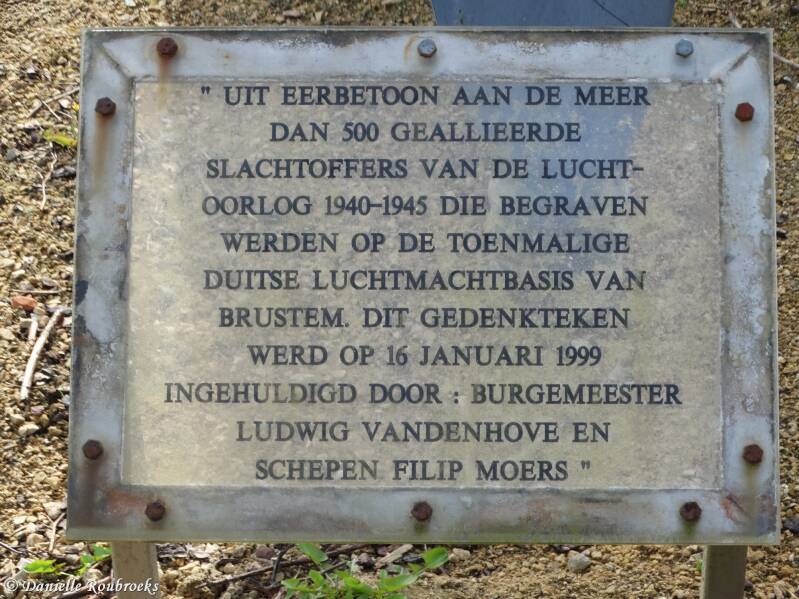 " UIT EERBETOON AAN DE MEER
DAN 500 GEALLIEERDE
SLACHTOFFERS VAN DE LUCHT-
OORLOG 1940-1945 DIE BEGRAVEN
WERDEN OP DE TOENMALIGE
DUITSE LUCHTMACHTBASIS VAN
BRUSTEM. DIT GEDENKTEKEN
WERD OP 16 JANUARI 1999
INGEHULDIGD DOOR : BURGEMEESTER
LUDWIG VANDENHOVE EN
SCHEPEN FILIP MOERS "
© Danielle Roubroeks